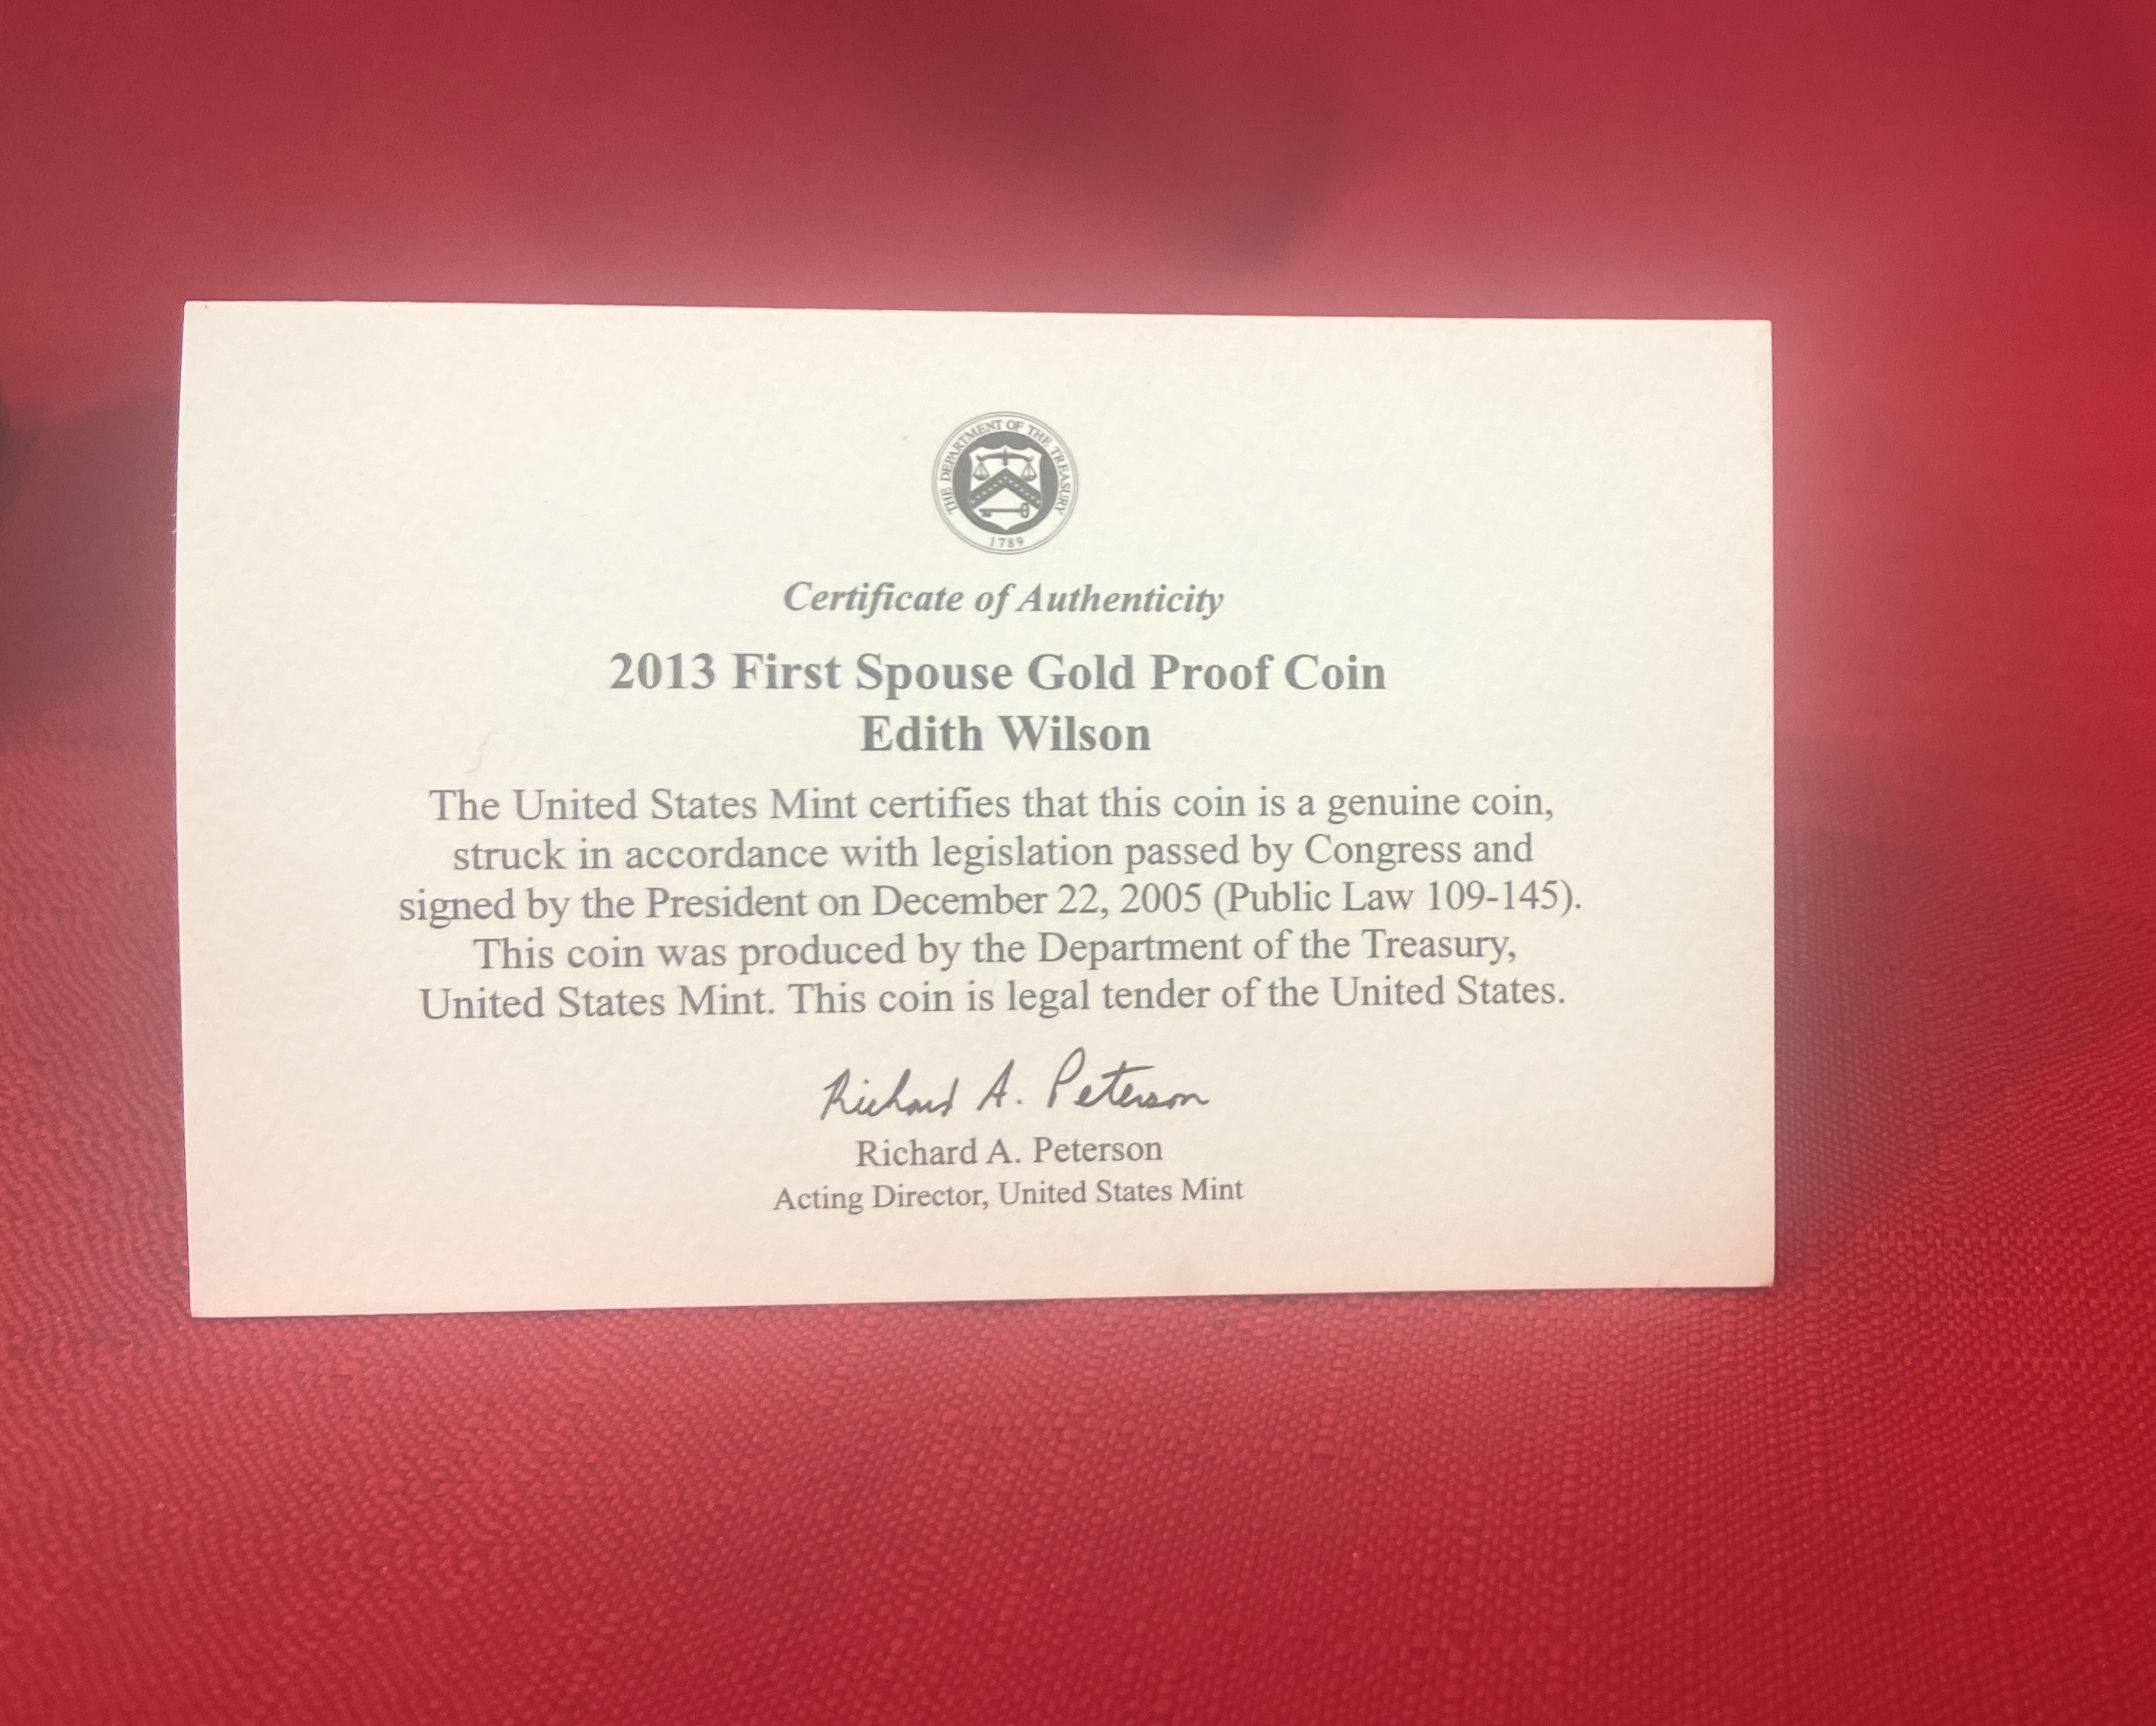 THE DEPARTMENT OF THE TREASURY
1789
Certificate of Authenticity
2013 First Spouse Gold Proof Coin
Edith Wilson
The United States Mint certifies that this coin is a genuine coin,
struck in accordance with legislation passed by Congress and
signed by the President on December 22, 2005 (Public Law 109-145).
This coin was produced by the Department of the Treasury,
United States Mint. This coin is legal tender of the United States.
Richard A. Peterson
Richard A. Peterson
Acting Director, United States Mint